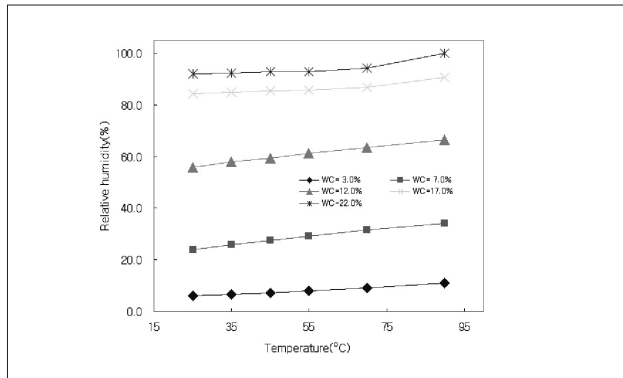 100.0
80.0
60.0
40.0
20.0
0.0
Relative humidity(%)
WC= 3.0% WC= 7.0%
WC=12.0% WC=17.0%
WC=22.0%
15 35 55 75 95
Temperature(⁰C)